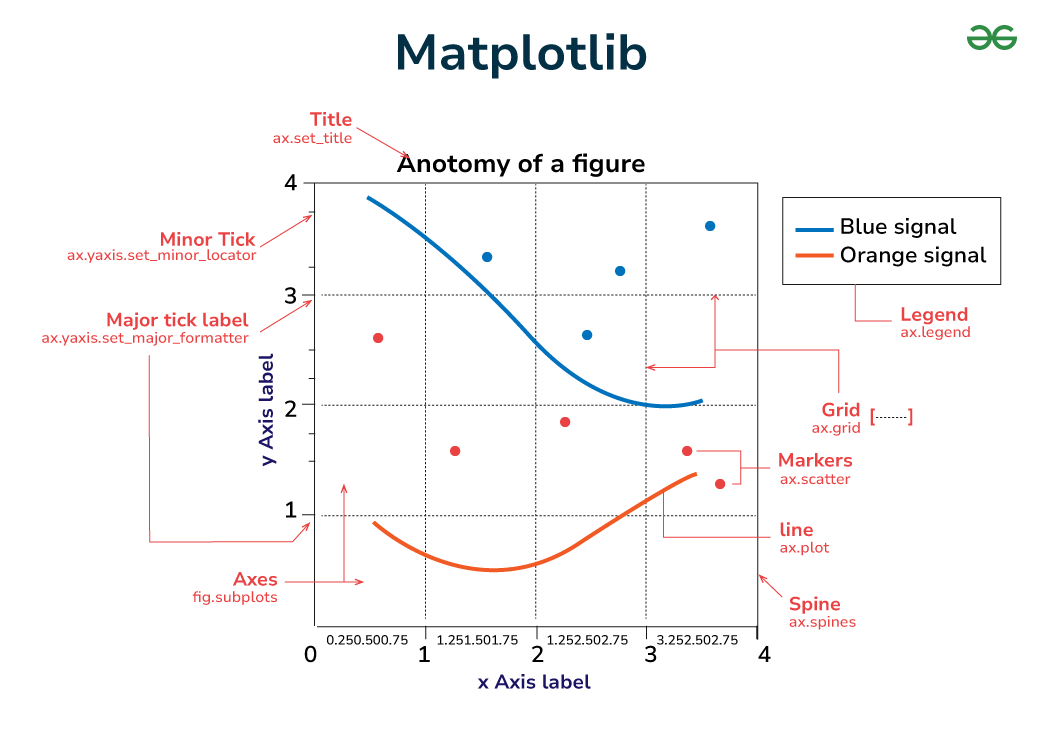 Matplotlib
Title
ax.set_title
Anotomy of a figure
4
Blue signal
Orange signal
Minor Tick
ax.yaxis.set_minor_locator
3
Major tick label
ax.yaxis.set_major_formatter
Legend
ax.legend
y Axis label
2
Grid [--------]
ax.grid
Markers
ax.scatter
1
line
ax.plot
Axes
fig.subplots
Spine
ax.spines
0.250.500.75 1.251.501.75 1.252.502.75 3.252.502.75
0 1 2 3 4
x Axis label